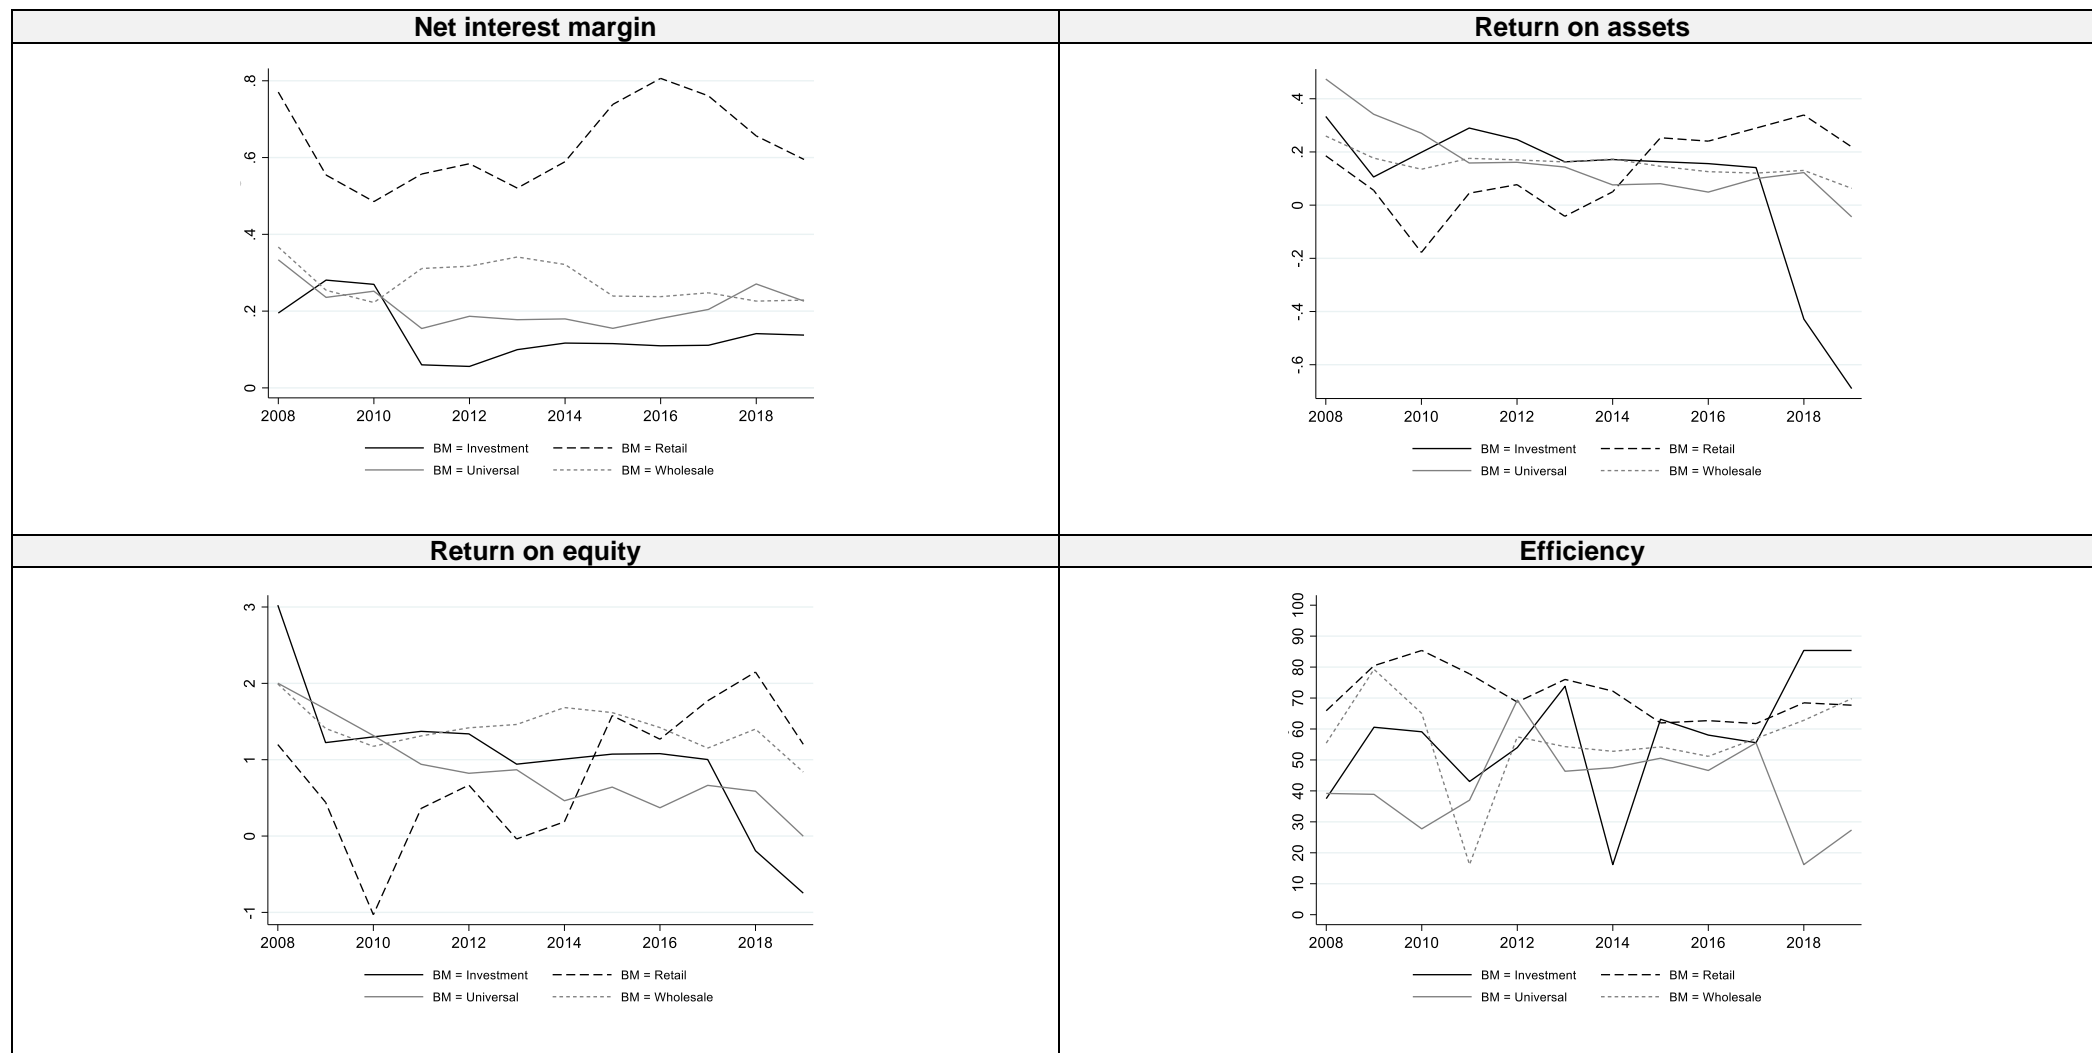 Net interest margin
.8
.6
.4
.2
0
2008 2010 2012 2014 2016 2018
BM = Investment BM = Retail
BM = Universal BM = Wholesale
Return on assets
.4
.2
0
-.2
-.4
-.6
2008 2010 2012 2014 2016 2018
BM = Investment BM = Retail
BM = Universal BM = Wholesale
Return on equity
3
2
1
0
-1
2008 2010 2012 2014 2016 2018
BM = Investment BM = Retail
BM = Universal BM = Wholesale
Efficiency
100
90
80
70
60
50
40
30
20
10
0
2008 2010 2012 2014 2016 2018
BM = Investment BM = Retail
BM = Universal BM = Wholesale